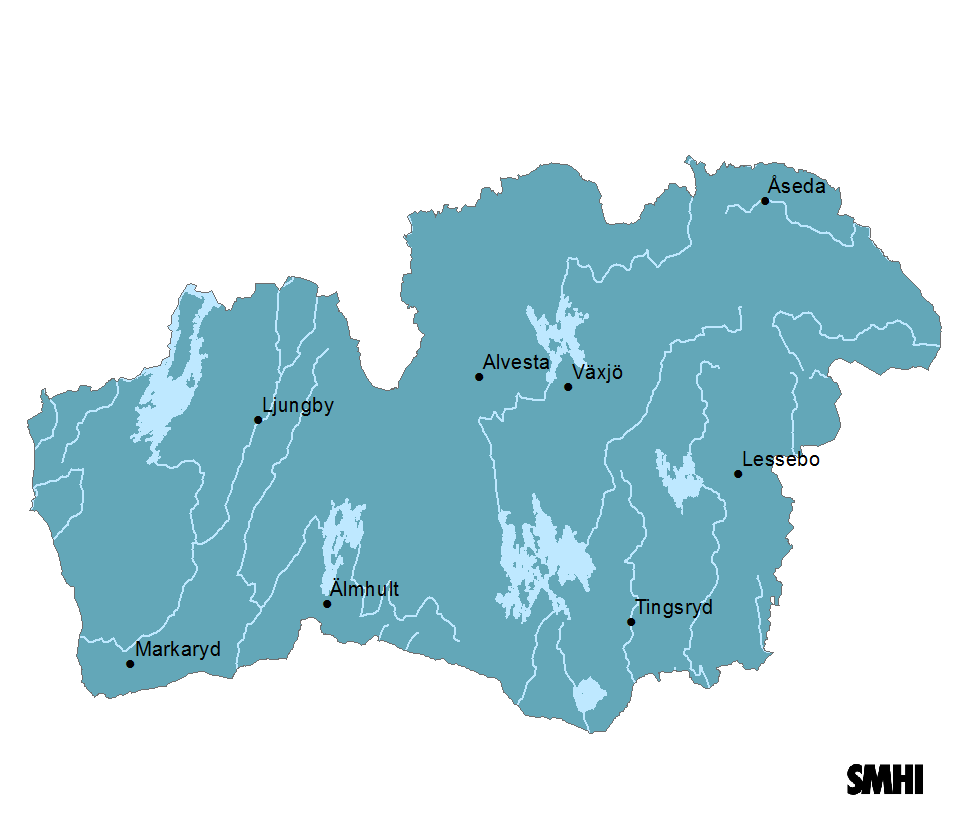 Åseda
Alvesta
Växjö
Ljungby
Lessebo
Älmhult
Tingsryd
Markaryd
SMHI